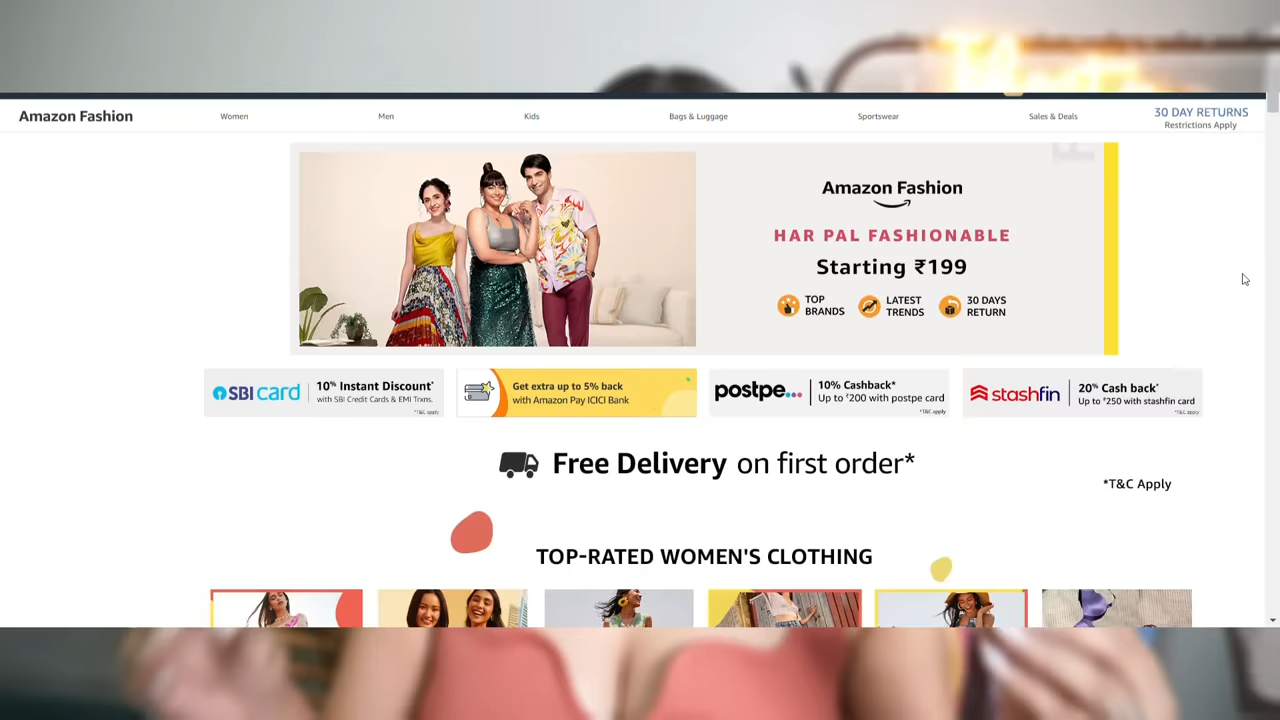 Amazon Fashion
Women
Men
Kids
Bags & Luggage
Sportswear
Sales & Deals
30 DAY RETURNS
Restrictions Apply
Amazon Fashion
HAR PAL FASHIONABLE
Starting ₹199
TOP
BRANDS
LATEST
TRENDS
30 DAYS
RETURN
SBI card
10% Instant Discount*
with SBI Credit Cards & EMI Trxns.
*T&C apply
Get extra up to 5% back
with Amazon Pay ICICI Bank
postpe...
10% Cashback*
Up to ₹200 with postpe card
*T&C apply
stashfin
20% Cash back*
Up to ₹250 with stashfin card
*T&C apply
Free Delivery on first order*
*T&C Apply
TOP-RATED WOMEN'S CLOTHING